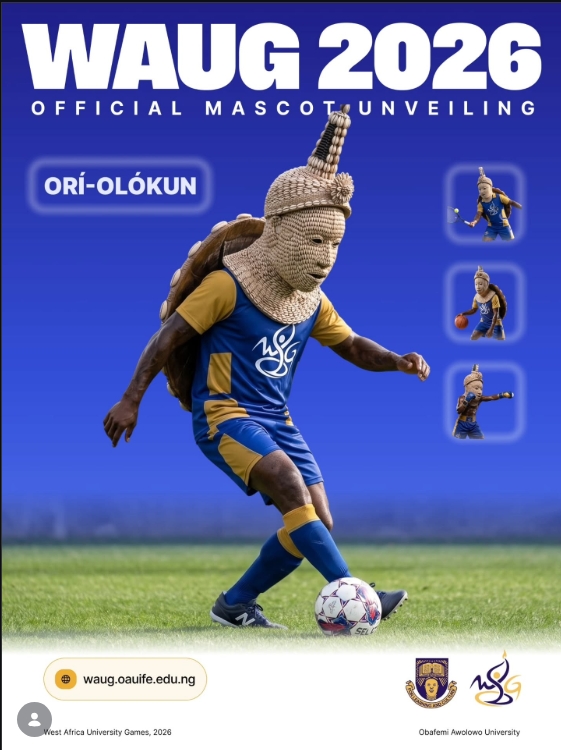 WAUG 2026
OFFICIAL MASCOT UNVEILING
ORÍ-OLÓKUN
SELECT
waug.oauife.edu.ng
West Africa University Games, 2026
Obafemi Awolowo University